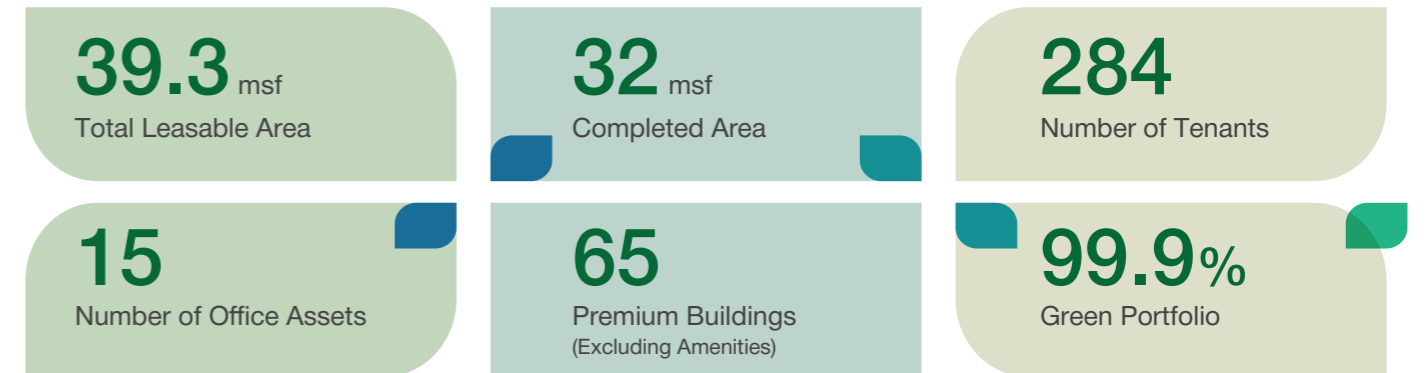 39.3 msf
Total Leasable Area
32 msf
Completed Area
284
Number of Tenants
15
Number of Office Assets
65
Premium Buildings
(Excluding Amenities)
99.9%
Green Portfolio